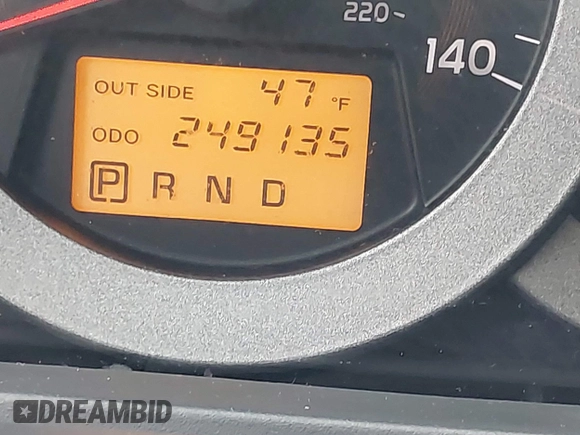 220
140
OUT SIDE 47 °F
ODO 249135
P R N D
DREAMBID